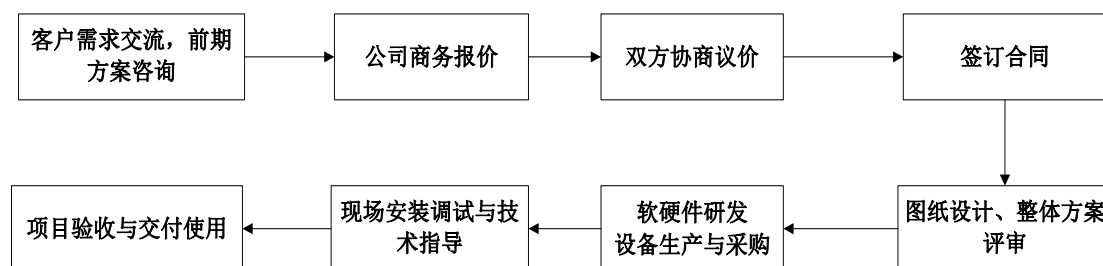 客户需求交流，前期
方案咨询
公司商务报价
双方协商议价
签订合同
图纸设计、整体方案
评审
软硬件研发
设备生产与采购
现场安装调试与技
术指导
项目验收与交付使用